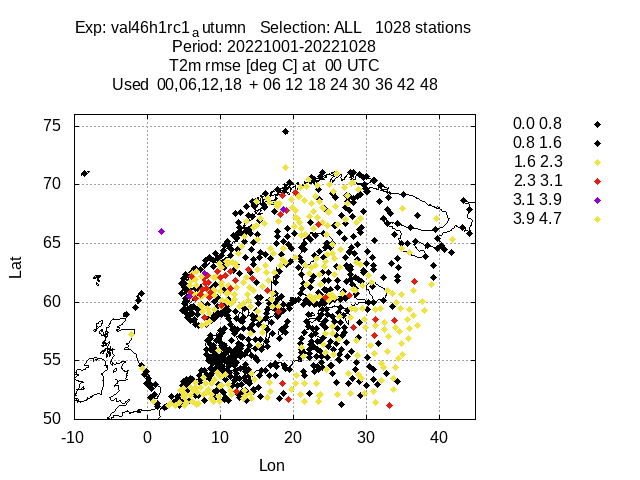 Exp: val46h1rc1a utumn Selection: ALL 1028 stations
Period: 20221001-20221028
T2m rmse [deg C] at 00 UTC
Used 00,06,12,18 + 06 12 18 24 30 36 42 48
75
70
65
60
55
50
Lat
-10 0 10 20 30 40
Lon
0.0 0.8
0.8 1.6
1.6 2.3
2.3 3.1
3.1 3.9
3.9 4.7